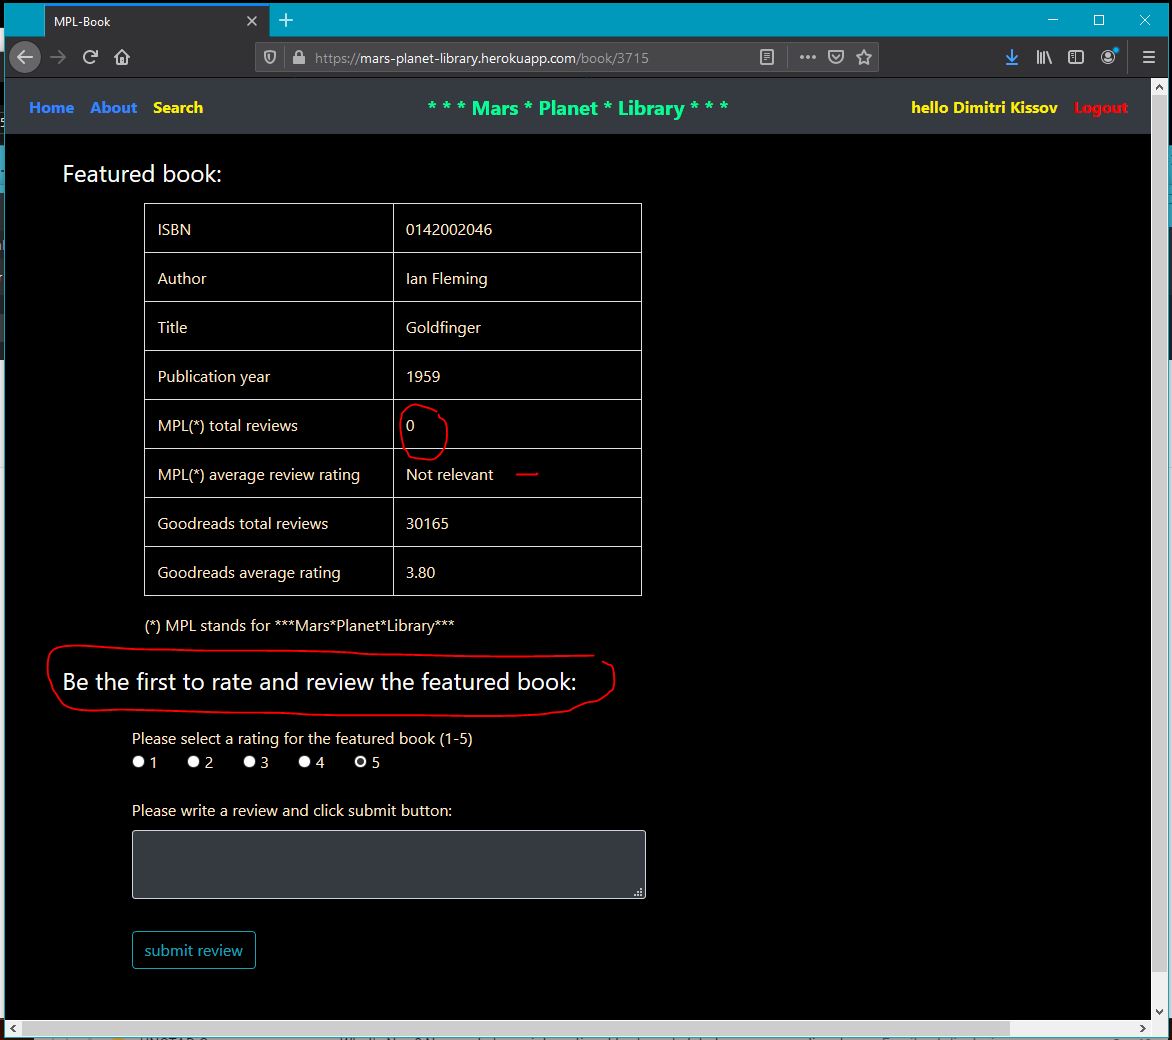 MPL-Book
https://mars-planet-library.herokuapp.com/book/3715
Home About Search * * * Mars * Planet * Library * * * hello Dimitri Kissov Logout
Featured book:
ISBN 0142002046
Author Ian Fleming
Title Goldfinger
Publication year 1959
MPL(*) total reviews 0
MPL(*) average review rating Not relevant
Goodreads total reviews 30165
Goodreads average rating 3.80
(*) MPL stands for ***Mars*Planet*Library***
Be the first to rate and review the featured book:
Please select a rating for the featured book (1-5)
1 2 3 4 5
Please write a review and click submit button:
submit review